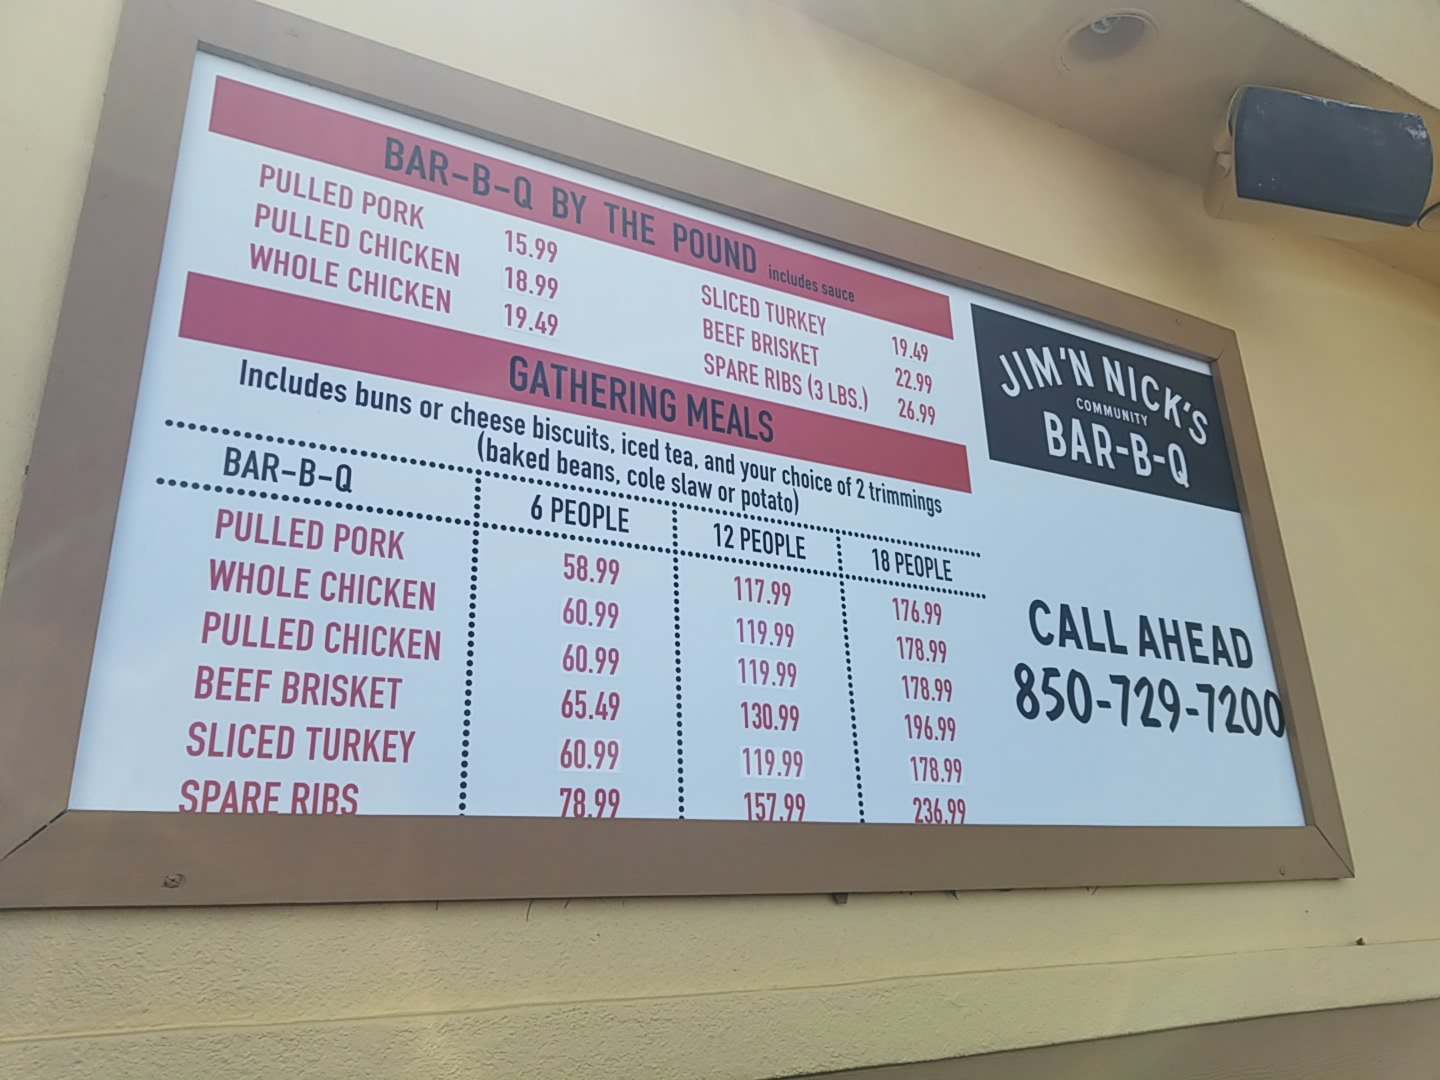 BAR-B-Q BY THE POUND includes sauce
PULLED PORK 15.99
PULLED CHICKEN 18.99
WHOLE CHICKEN 19.49
SLICED TURKEY 19.49
BEEF BRISKET 22.99
SPARE RIBS (3 LBS.) 26.99
GATHERING MEALS
Includes buns or cheese biscuits, iced tea, and your choice of 2 trimmings
(baked beans, cole slaw or potato)
BAR-B-Q 6 PEOPLE 12 PEOPLE 18 PEOPLE
PULLED PORK 58.99 117.99 176.99
WHOLE CHICKEN 60.99 119.99 178.99
PULLED CHICKEN 60.99 119.99 178.99
BEEF BRISKET 65.49 130.99 196.99
SLICED TURKEY 60.99 119.99 178.99
SPARE RIBS 78.99 157.99 236.99
JIM'N NICK'S
COMMUNITY
BAR-B-Q
CALL AHEAD
850-729-7200